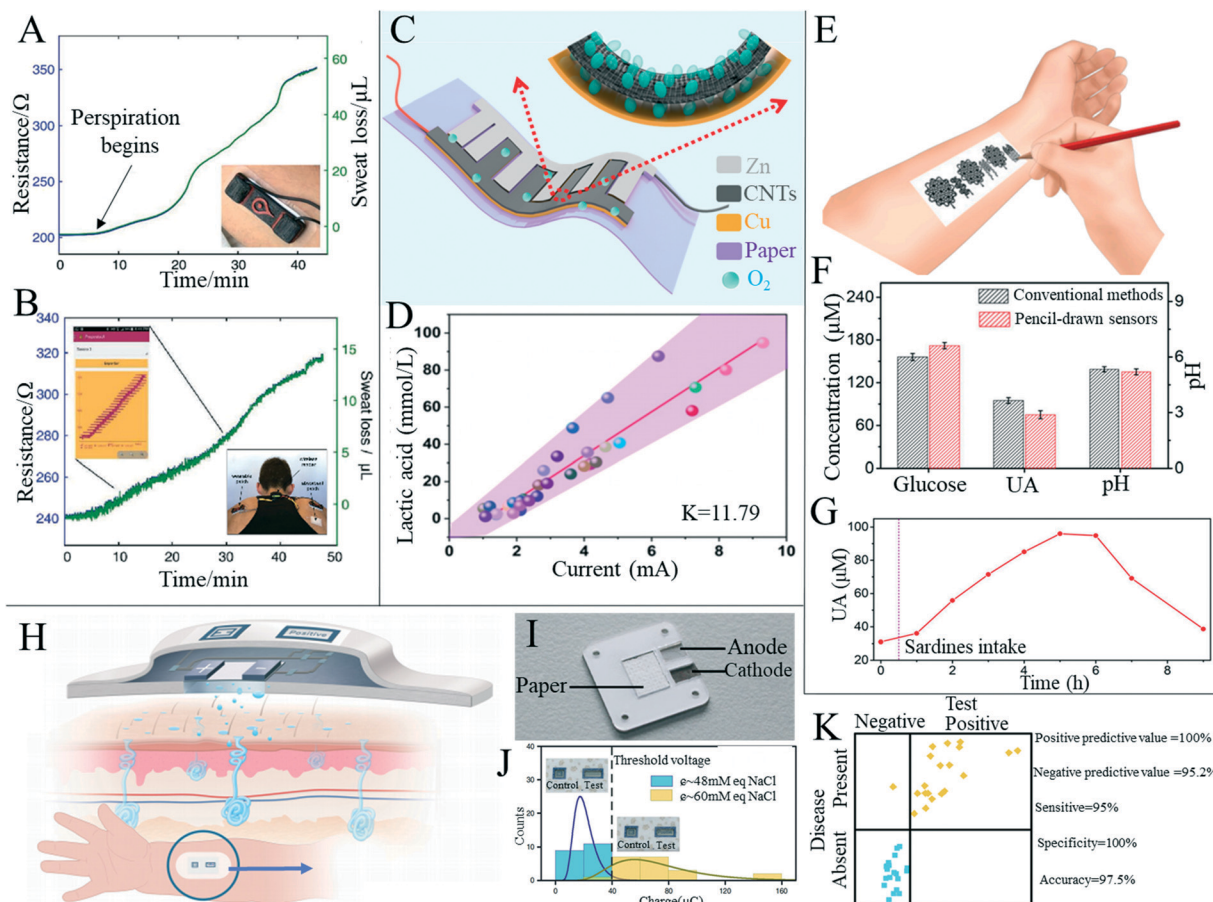 A
350
300
250
200
Resistance/Ω
60
40
20
0
Sweat loss/µL
Perspiration
begins
0
10
20
30
40
Time/min
B
340
320
300
280
260
240
Resistance/Ω
15
10
5
0
Sweat loss / µL
0
10
20
30
40
50
Time/min
C
Zn
CNTs
Cu
Paper
O₂
D
100
80
60
40
20
0
Lactic acid (mmol/L)
K=11.79
0
2
4
6
8
10
Current (mA)
E
F
240
180
120
60
0
Concentration (µM)
Conventional methods
Pencil-drawn sensors
9
6
3
0
pH
Glucose
UA
pH
G
100
80
60
40
20
UA (µM)
Sardines intake
0
2
4
6
8
Time (h)
H
Positive
+
−
I
Anode
Cathode
Paper
J
Threshold voltage
ē~48mM eq NaCl
ē~60mM eq NaCl
Control Test
Control Test
40
30
20
10
0
Counts
0
40
80
120
160
Charge(µC)
K
Test
Negative
Positive
Disease
Present
Absent
Positive predictive value =100%
Negative predictive value =95.2%
Sensitive=95%
Specificity=100%
Accuracy=97.5%